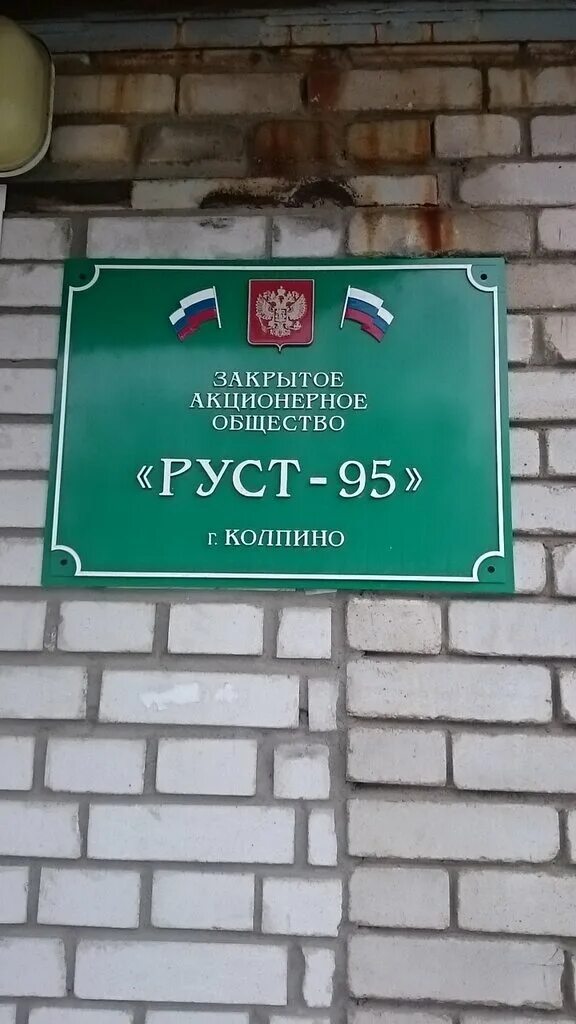 ЗАКРЫТОЕ
АКЦИОНЕРНОЕ
ОБЩЕСТВО
«РУСТ - 95»
г. КОЛПИНО